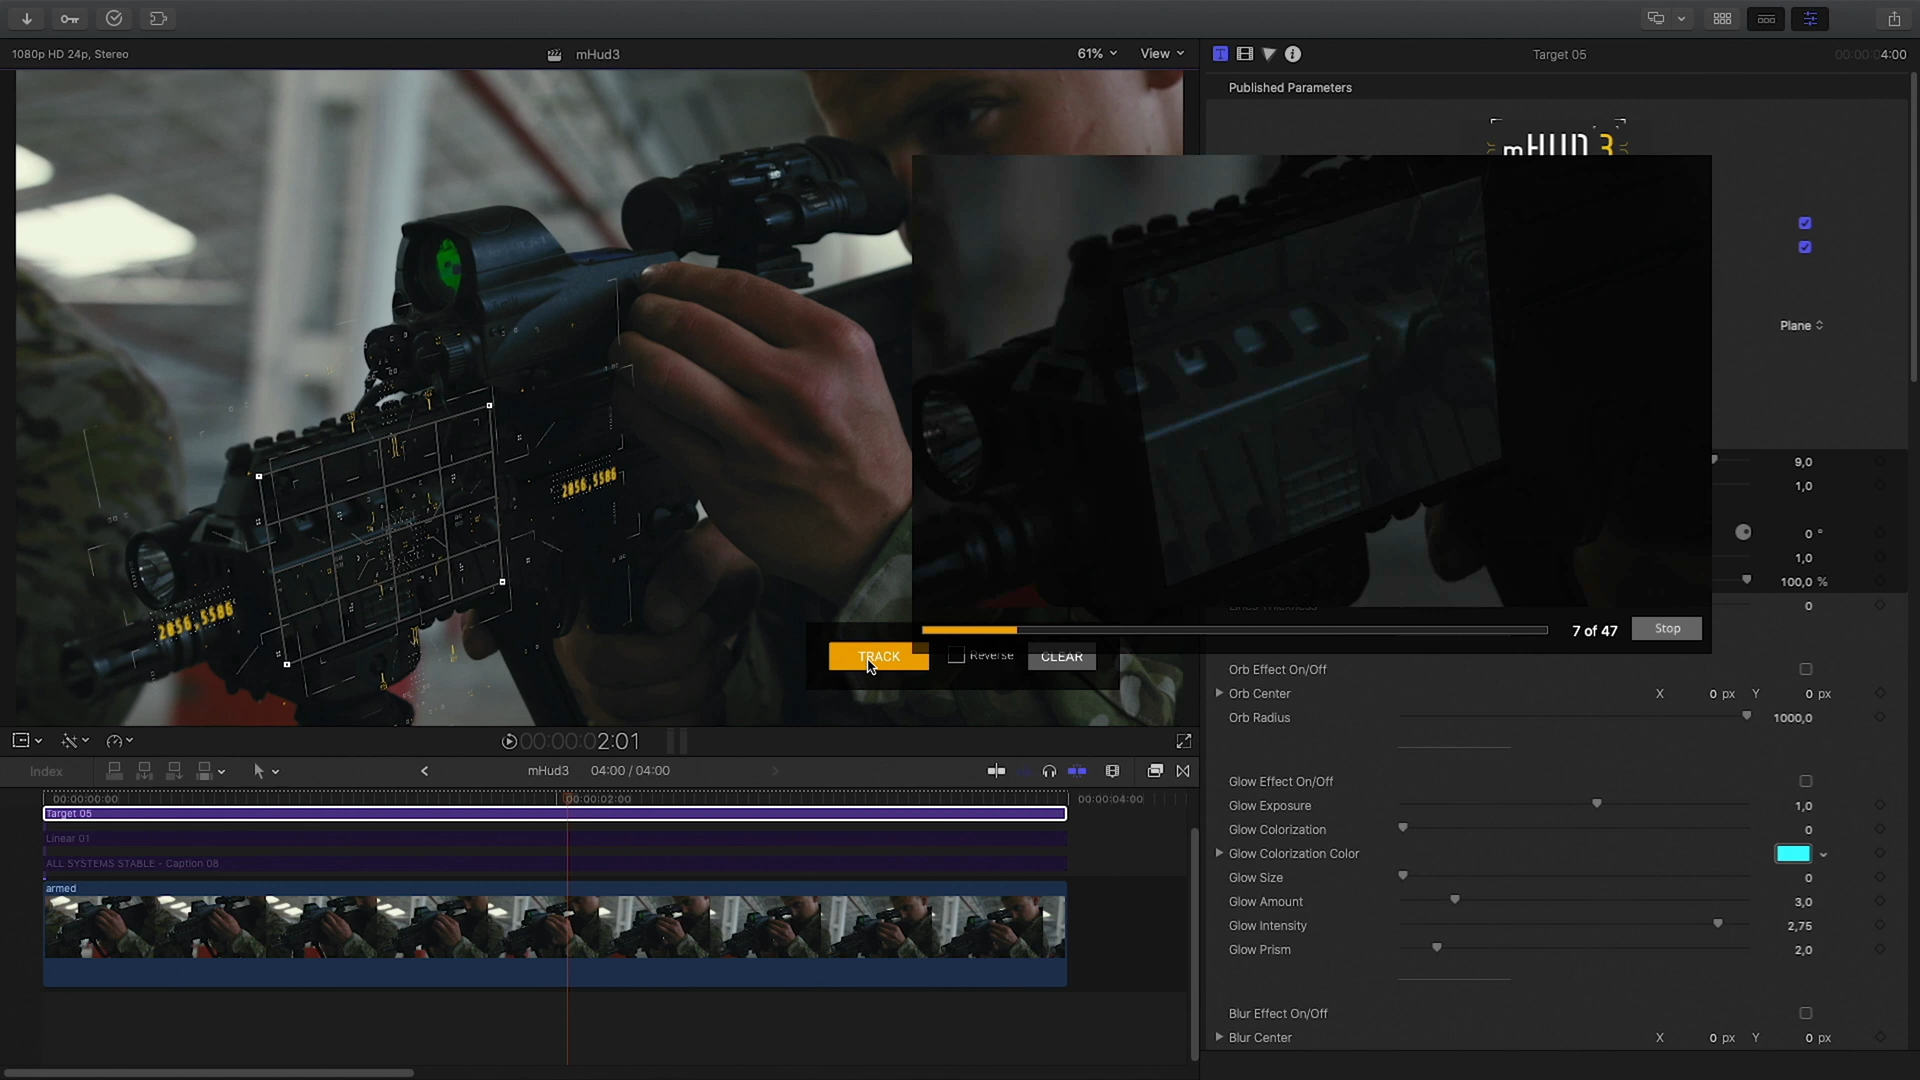 1080p HD 24p, Stereo
mHud3
61%
View
Target 05
00:00:04:00
Published Parameters
mHUD 3
Plane
9,0
1,0
0 °
1,0
100,0 %
0
2056,5586
2056,5586
7 of 47
Stop
TRACK
Reverse
CLEAR
Orb Effect On/Off
Orb Center
X
0 px
Y
0 px
Orb Radius
1000,0
00:00:02:01
Index
mHud3
04:00 / 04:00
Glow Effect On/Off
Glow Exposure
1,0
Glow Colorization
0
Glow Colorization Color
Glow Size
0
Glow Amount
3,0
Glow Intensity
2,75
Glow Prism
2,0
00:00:00:00
00:00:02:00
00:00:04:00
Target 05
Linear 01
ALL SYSTEMS STABLE - Caption 08
armed
Blur Effect On/Off
Blur Center
X
0 px
Y
0 px